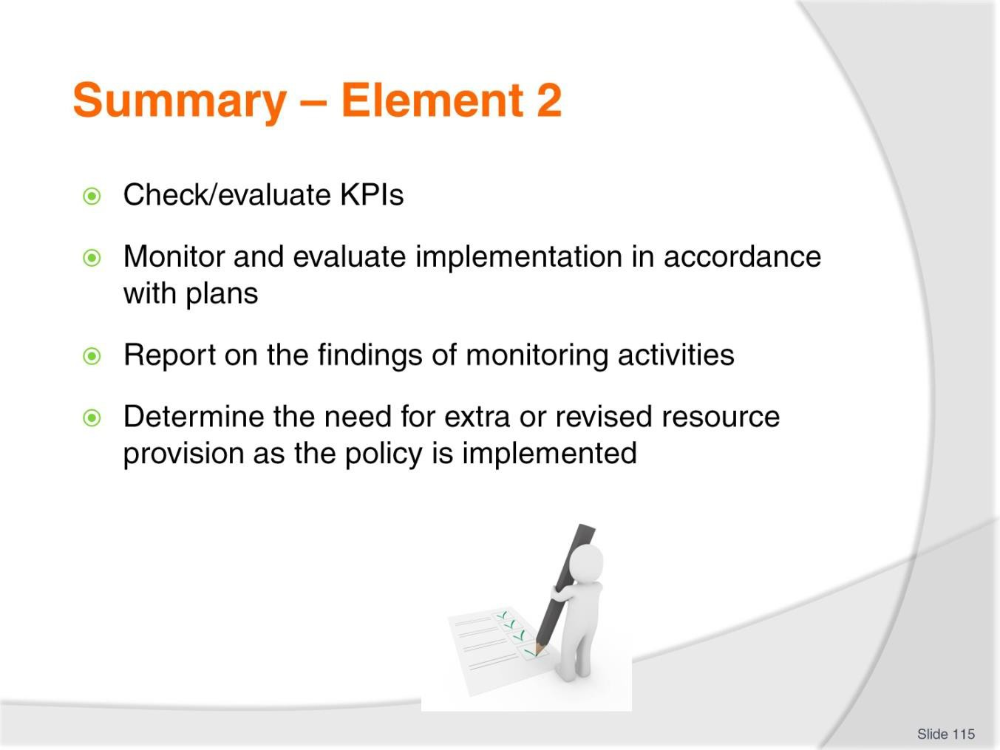 Summary – Element 2
Check/evaluate KPIs
Monitor and evaluate implementation in accordance
with plans
Report on the findings of monitoring activities
Determine the need for extra or revised resource
provision as the policy is implemented
Slide 115